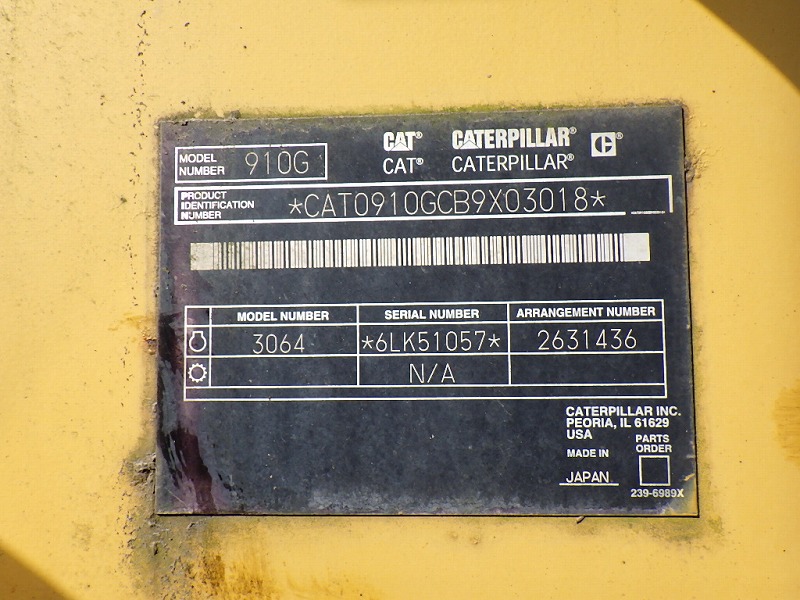 CAT® CATERPILLAR® C®
MODEL NUMBER 910G CAT® CATERPILLAR®
PRODUCT IDENTIFICATION NUMBER *CAT0910GCB9X03018*
MODEL NUMBER SERIAL NUMBER ARRANGEMENT NUMBER
3064 *6LK51057* 2631436
N/A
CATERPILLAR INC.
PEORIA, IL 61629
USA
MADE IN JAPAN
PARTS ORDER
239-6989X